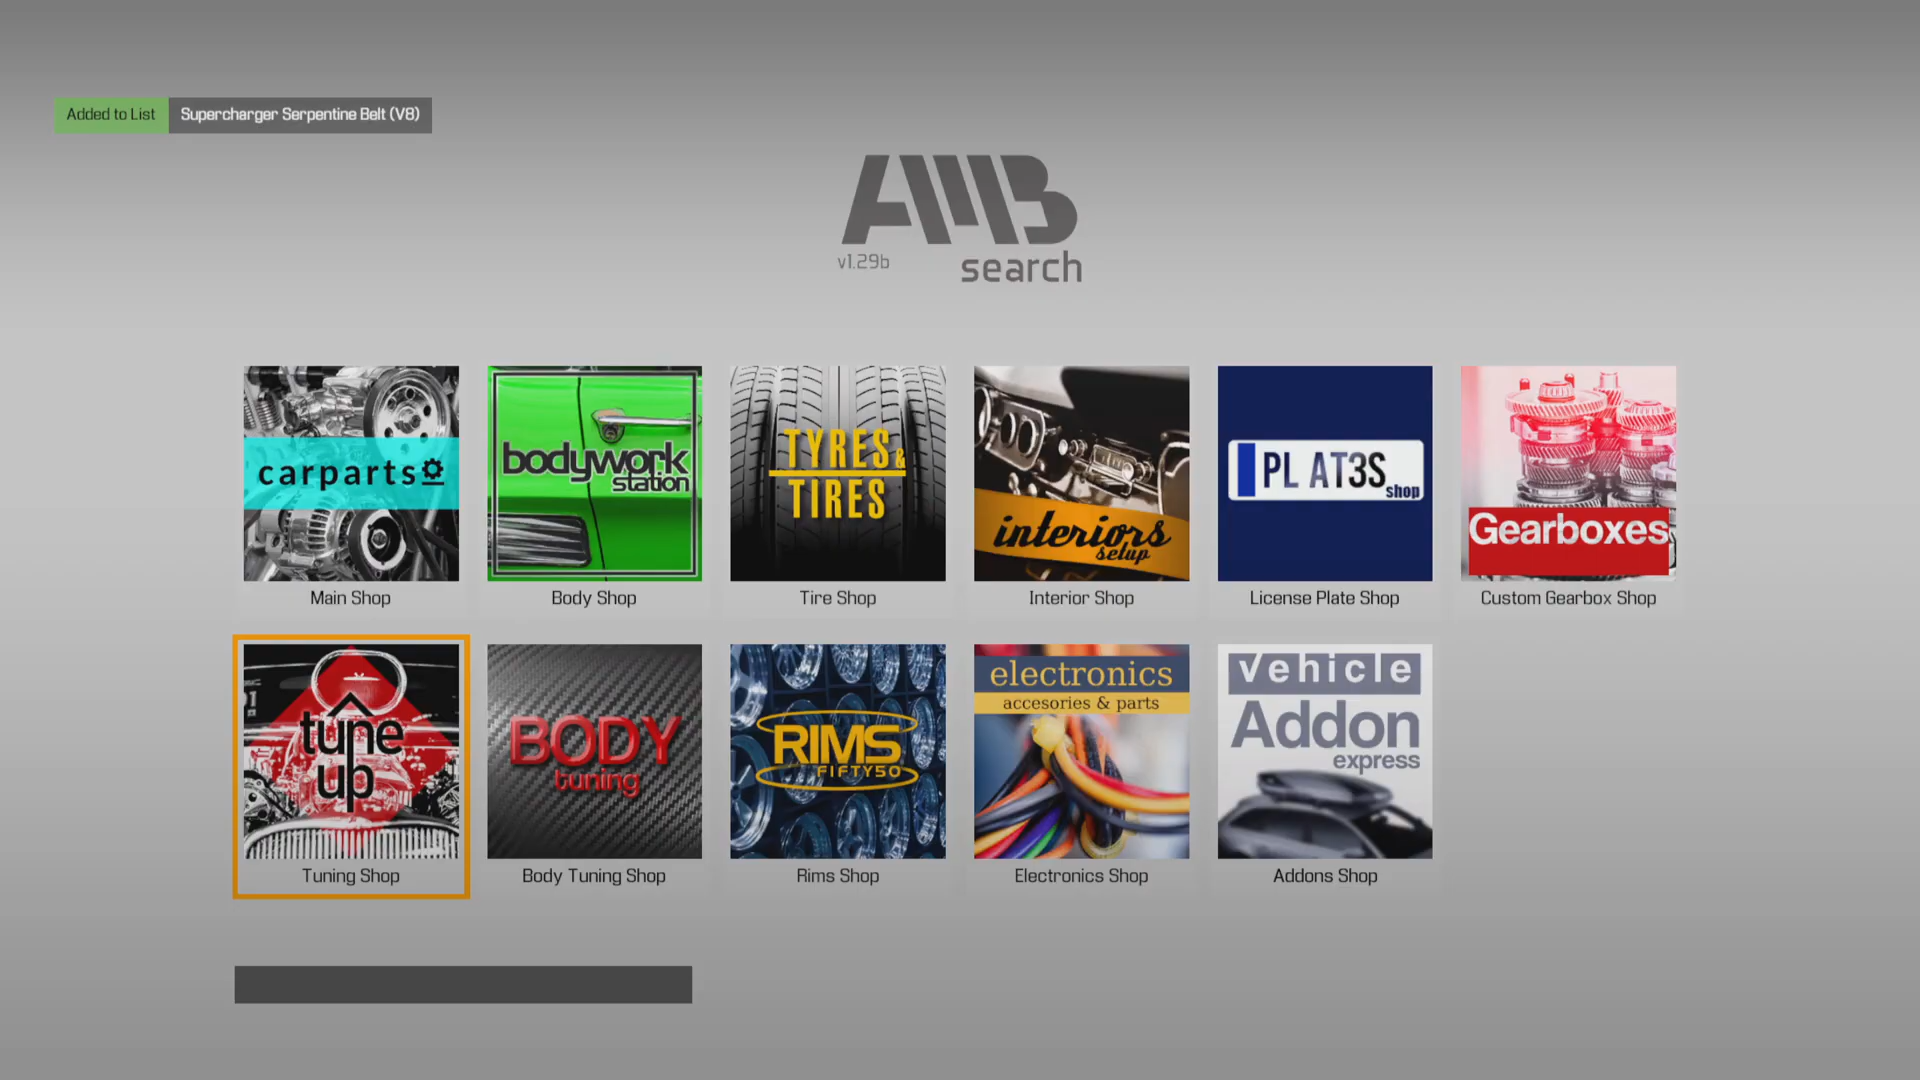 Added to List
Supercharger Serpentine Belt (V8)
AMB
v1.29b
search
carparts
bodywork
station
TYRES &
TIRES
interiors
setup
PL AT3S
shop
Gearboxes
Main Shop
Body Shop
Tire Shop
Interior Shop
License Plate Shop
Custom Gearbox Shop
tune
up
BODY
tuning
RIMS
FIFTY50
electronics
accesories & parts
vehicle
Addon
express
Tuning Shop
Body Tuning Shop
Rims Shop
Electronics Shop
Addons Shop